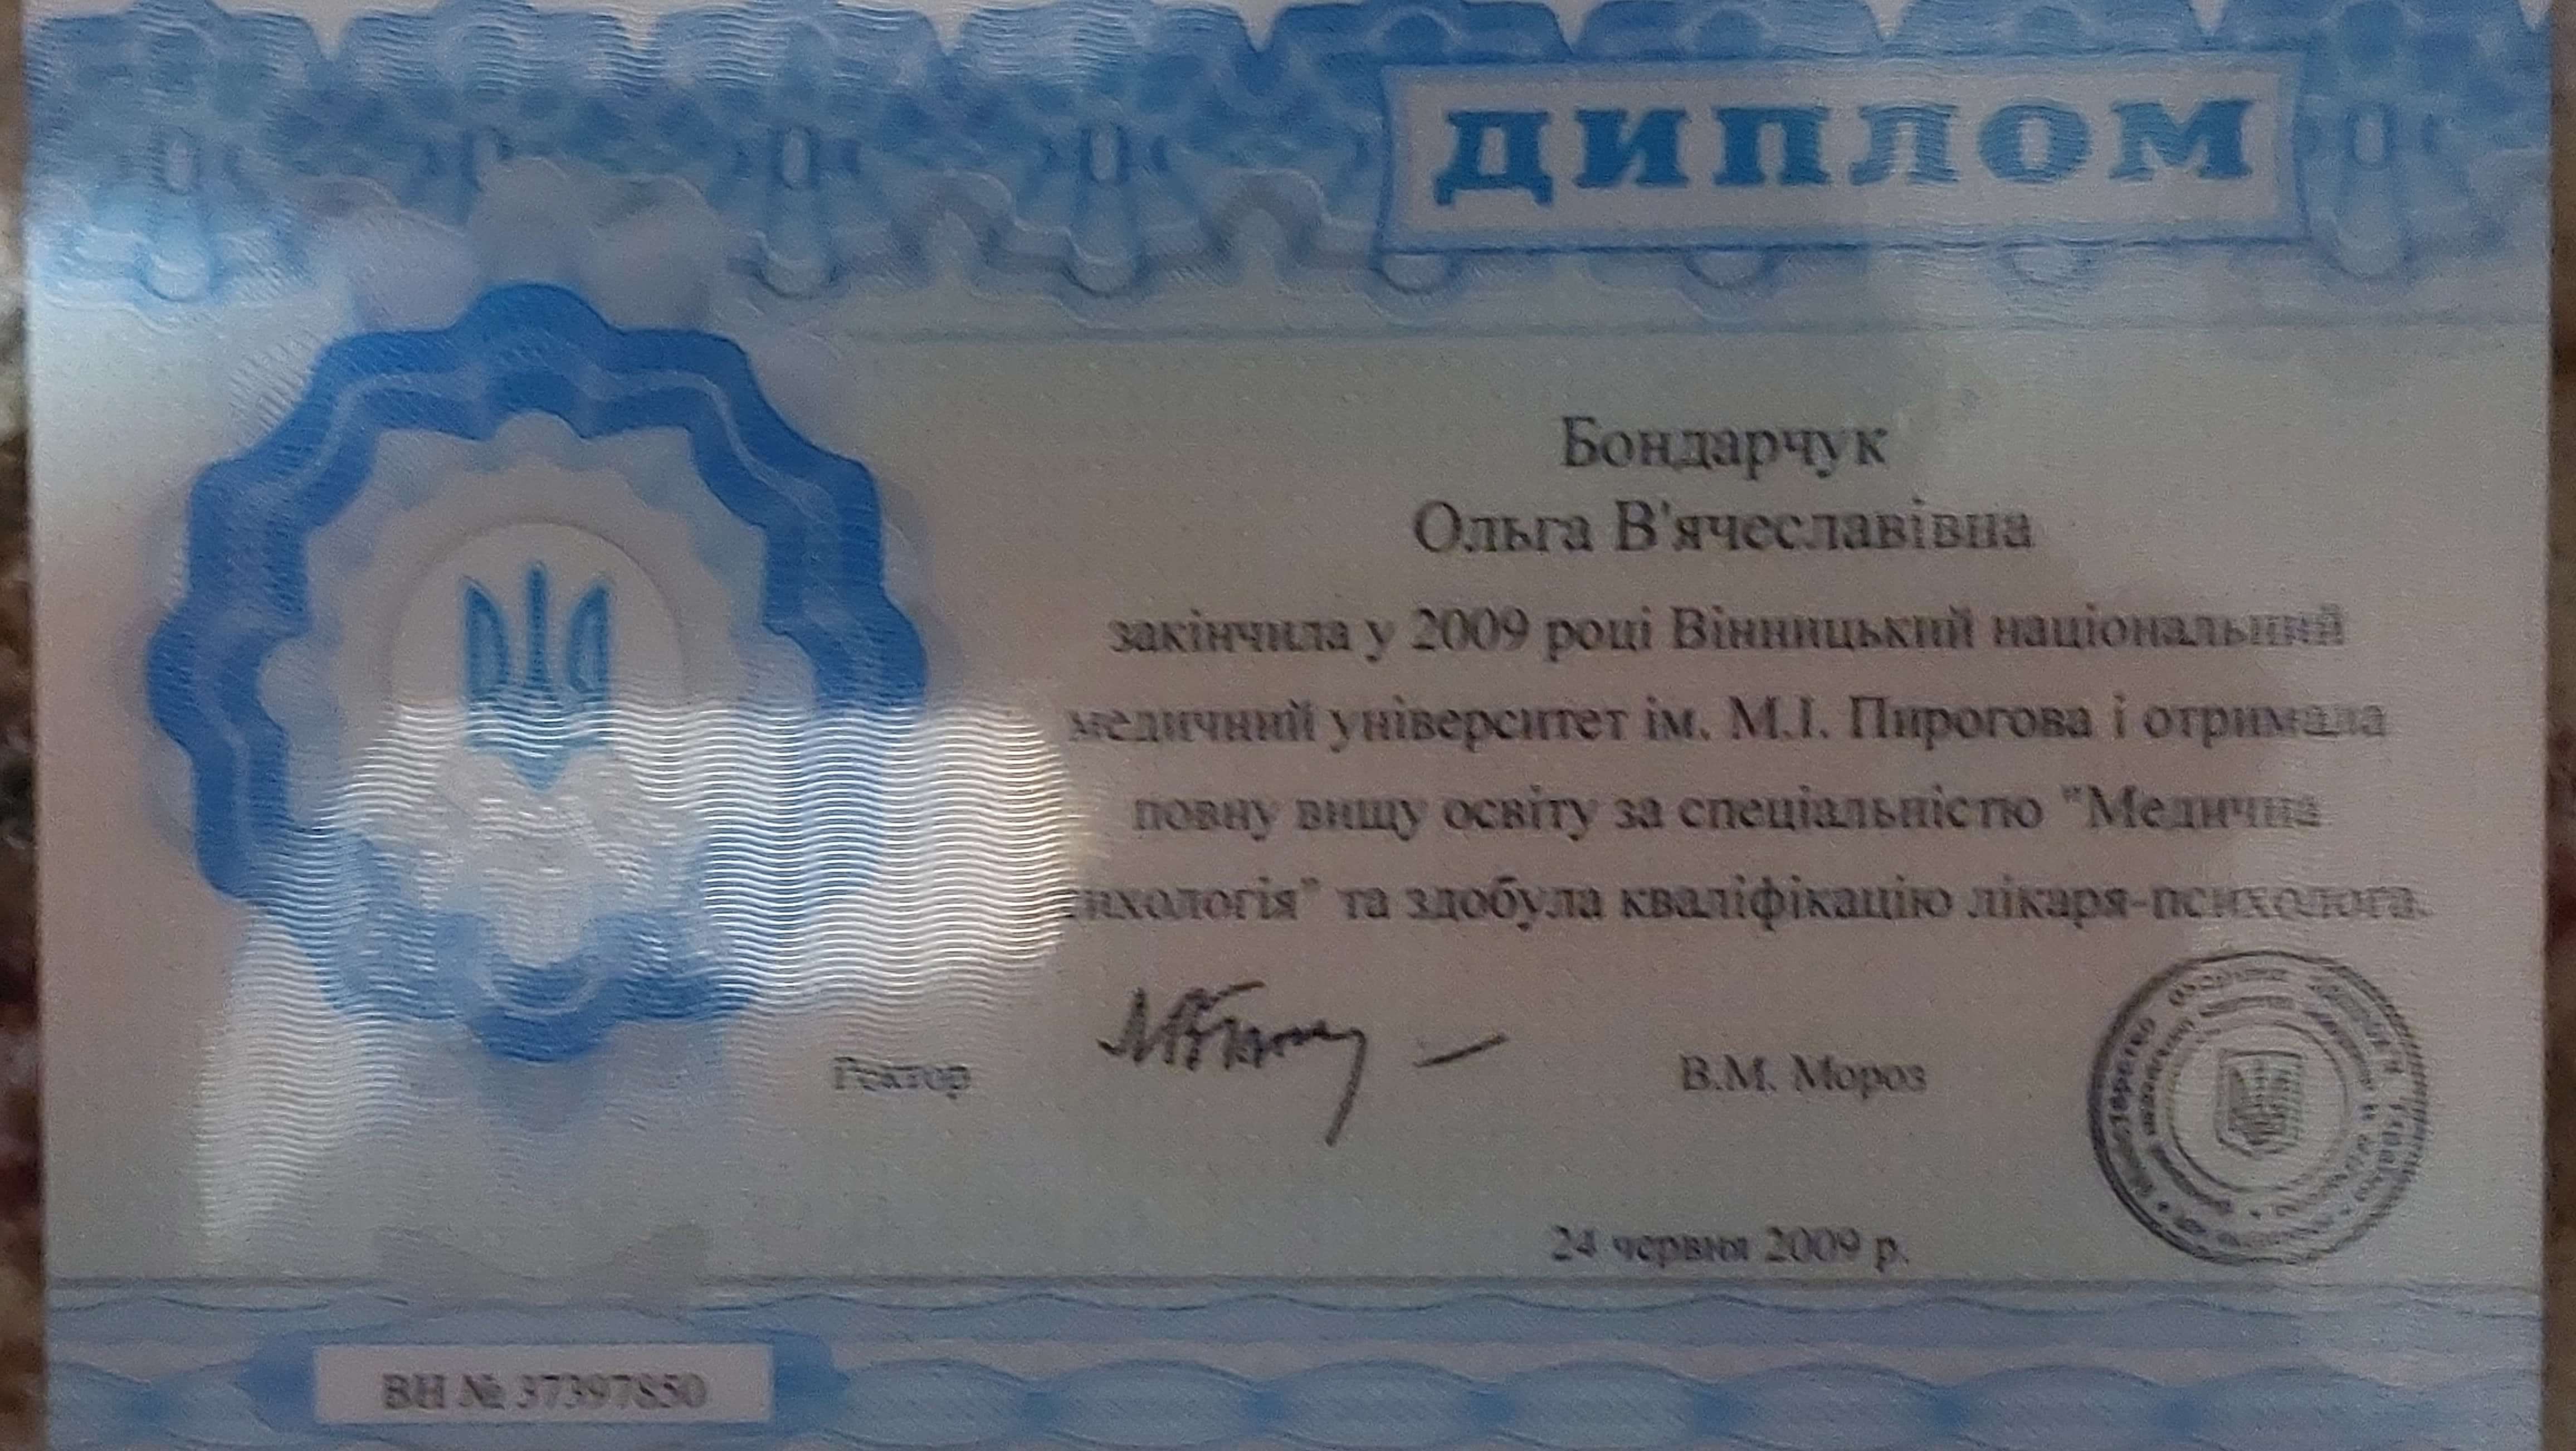 ДИПЛОМ
Бондарчук
Ольга В'ячеславівна
закінчила у 2009 році Вінницький національний
медичний університет ім. М.І. Пирогова і отримала
повну вищу освіту за спеціальністю "Медична
ихологія" та здобула кваліфікацію лікаря-психолога.
Ректор
В.М. Мороз
24 червня 2009 р.
ВН № 37397850